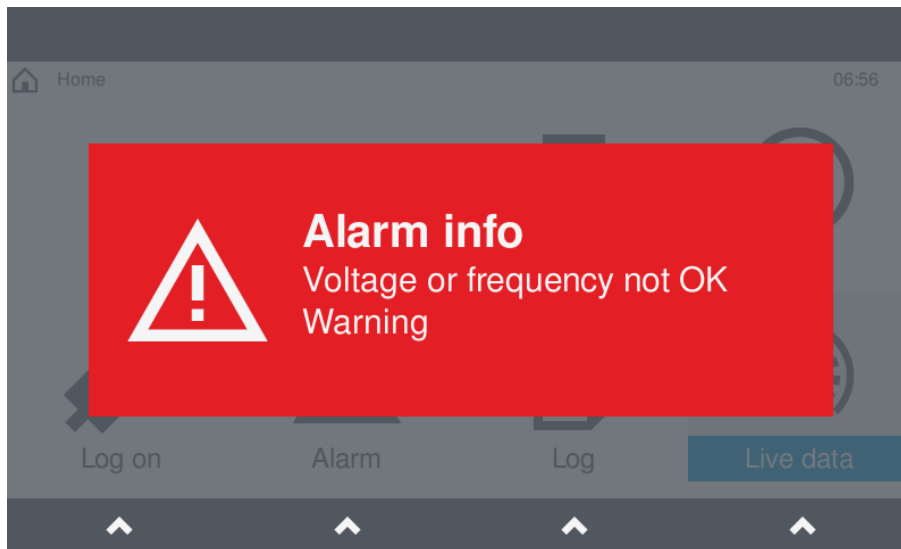 Home
06:56
Alarm info
Voltage or frequency not OK
Warning
Log on
Alarm
Log
Live data